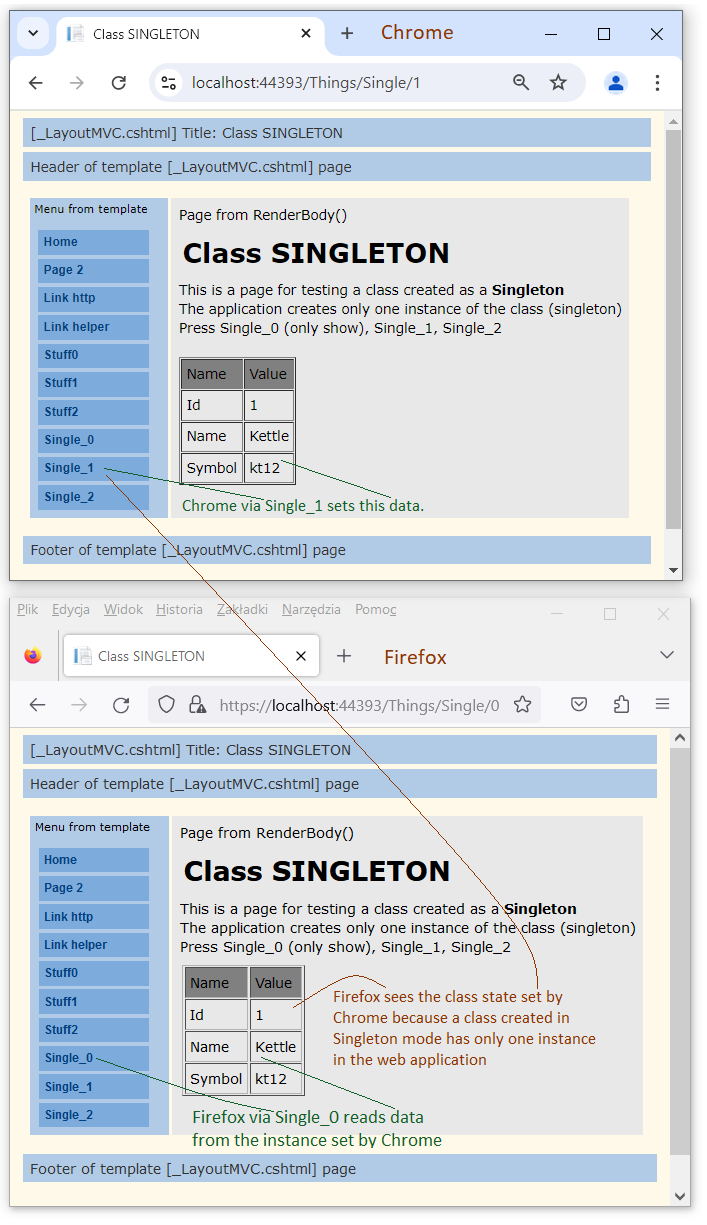 Class SINGLETON
Chrome
localhost:44393/Things/Single/1
[_LayoutMVC.cshtml] Title: Class SINGLETON
Header of template [_LayoutMVC.cshtml] page
Menu from template
Home
Page 2
Link http
Link helper
Stuff0
Stuff1
Stuff2
Single_0
Single_1
Single_2
Page from RenderBody()
Class SINGLETON
This is a page for testing a class created as a Singleton
The application creates only one instance of the class (singleton)
Press Single_0 (only show), Single_1, Single_2
Name Value
Id 1
Name Kettle
Symbol kt12
Chrome via Single_1 sets this data.
Footer of template [_LayoutMVC.cshtml] page
Plik Edycja Widok Historia Zakładki Narzędzia Pomoc
Class SINGLETON
Firefox
https://localhost:44393/Things/Single/0
[_LayoutMVC.cshtml] Title: Class SINGLETON
Header of template [_LayoutMVC.cshtml] page
Menu from template
Home
Page 2
Link http
Link helper
Stuff0
Stuff1
Stuff2
Single_0
Single_1
Single_2
Page from RenderBody()
Class SINGLETON
This is a page for testing a class created as a Singleton
The application creates only one instance of the class (singleton)
Press Single_0 (only show), Single_1, Single_2
Name Value
Id 1
Name Kettle
Symbol kt12
Firefox sees the class state set by
Chrome because a class created in
Singleton mode has only one instance
in the web application
Firefox via Single_0 reads data
from the instance set by Chrome
Footer of template [_LayoutMVC.cshtml] page